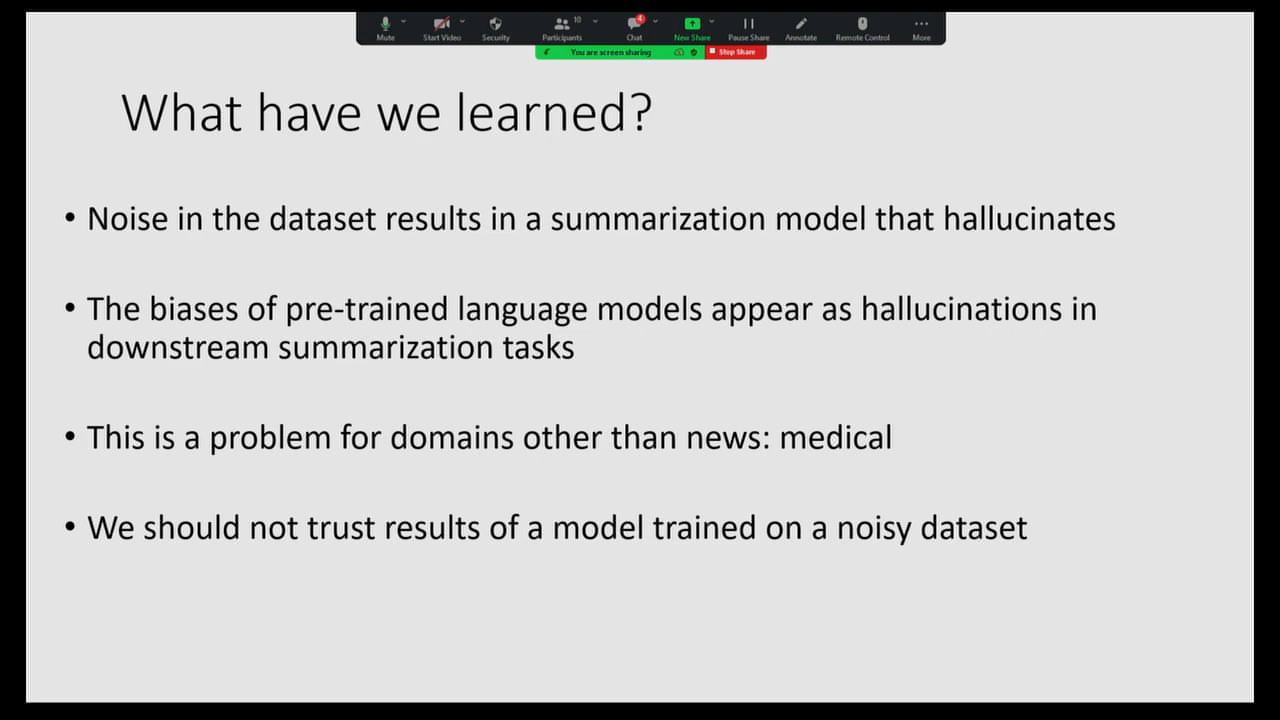 Mute
Start Video
Security
Participants
10
Chat
4
New Share
Pause Share
Annotate
Remote Control
More
You are screen sharing
Stop Share
What have we learned?
• Noise in the dataset results in a summarization model that hallucinates
• The biases of pre-trained language models appear as hallucinations in
downstream summarization tasks
• This is a problem for domains other than news: medical
• We should not trust results of a model trained on a noisy dataset